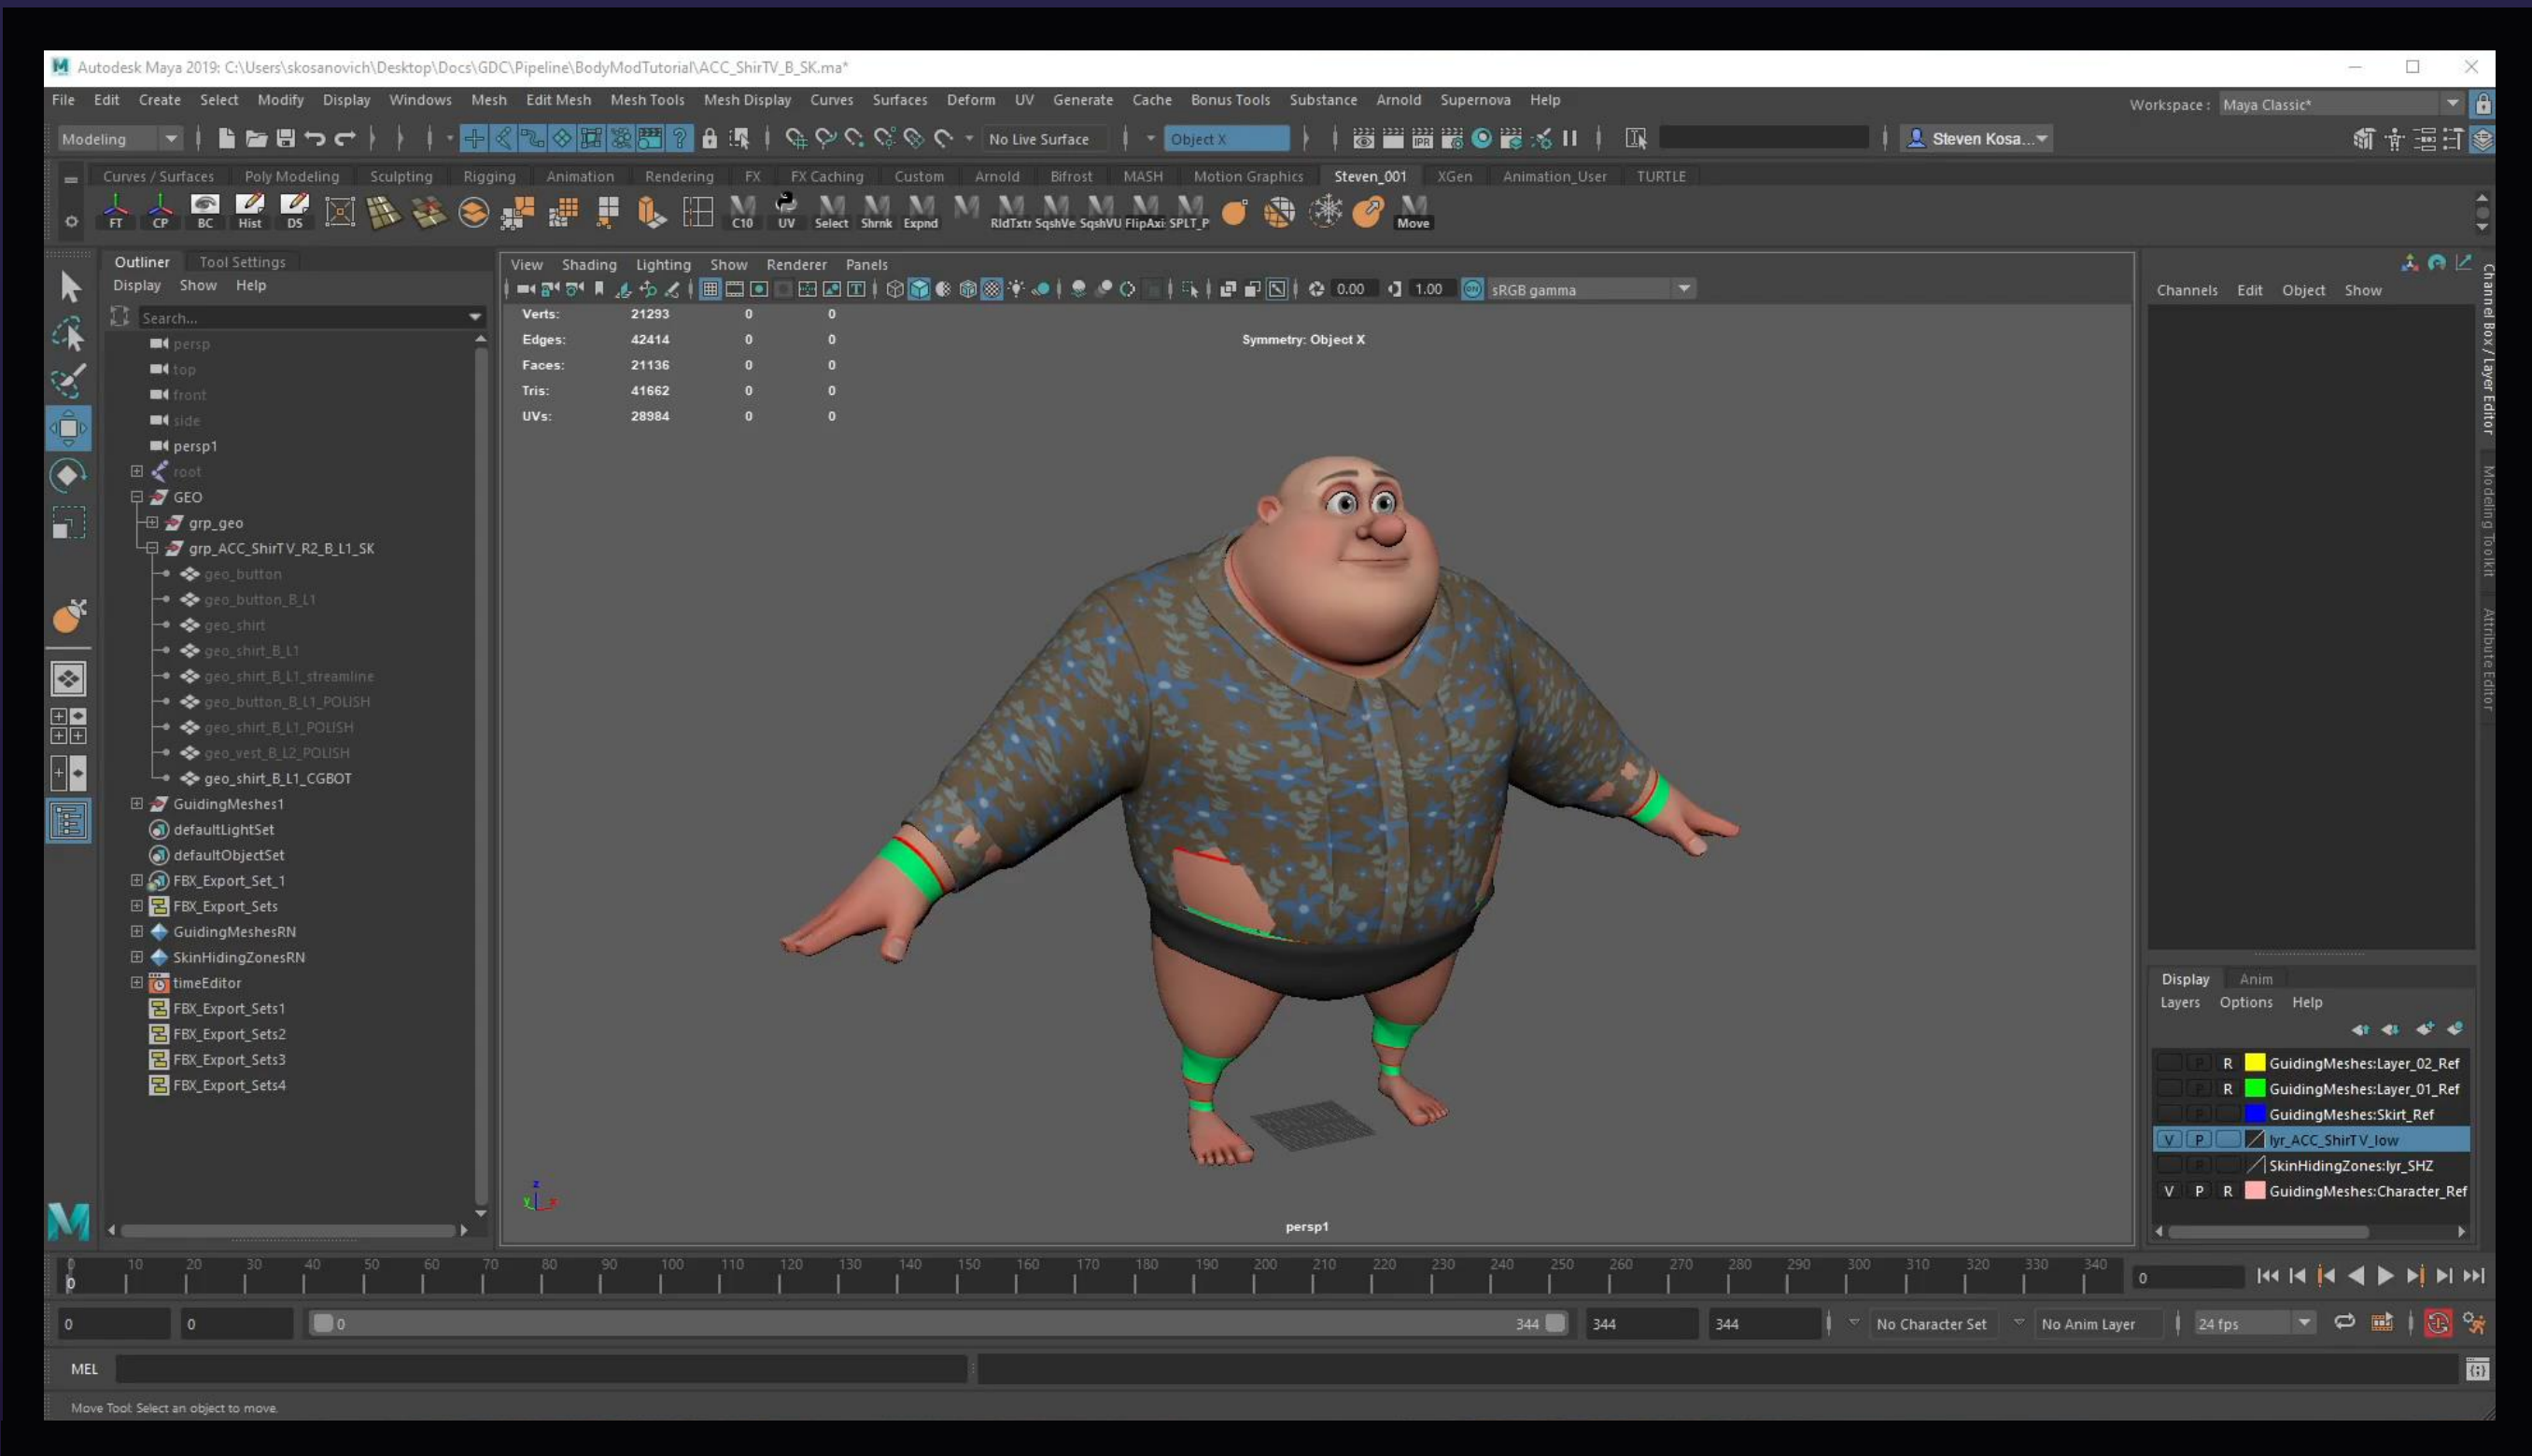 Autodesk Maya 2019: C:\Users\skosanovich\Desktop\Docs\GDC\Pipeline\BodyModTutorial\ACC_ShirTV_B_SK.ma*
File Edit Create Select Modify Display Windows Mesh Edit Mesh Mesh Tools Mesh Display Curves Surfaces Deform UV Generate Cache Bonus Tools Substance Arnold Supernova Help
Workspace: Maya Classic*
Modeling No Live Surface Object X IPR Steven Kosa...
Curves / Surfaces Poly Modeling Sculpting Rigging Animation Rendering FX FX Caching Custom Arnold Bifrost MASH Motion Graphics Steven_001 XGen Animation_User TURTLE
FT CP BC Hist DS C10 UV Select Shrnk Expnd RldTxtr SqshVe SqshVU FlipAxi: SPLT_P Move
Outliner Tool Settings
Display Show Help
Search...
persp
top
front
side
persp1
root
GEO
grp_geo
grp_ACC_ShirTV_R2_B_L1_SK
geo_button
geo_button_B_L1
geo_shirt
geo_shirt_B_L1
geo_shirt_B_L1_streamline
geo_button_B_L1_POLISH
geo_shirt_B_L1_POLISH
geo_vest_B_L2_POLISH
geo_shirt_B_L1_CGBOT
GuidingMeshes1
defaultLightSet
defaultObjectSet
FBX_Export_Set_1
FBX_Export_Sets
GuidingMeshesRN
SkinHidingZonesRN
timeEditor
FBX_Export_Sets1
FBX_Export_Sets2
FBX_Export_Sets3
FBX_Export_Sets4
View Shading Lighting Show Renderer Panels
0.00 1.00 ON sRGB gamma
Verts: 21293 0 0
Edges: 42414 0 0
Faces: 21136 0 0
Tris: 41662 0 0
UVs: 28984 0 0
Symmetry: Object X
z
y x
persp1
Channels Edit Object Show
Channel Box / Layer Editor
Modeling Toolkit
Attribute Editor
Display Anim
Layers Options Help
P R GuidingMeshes:Layer_02_Ref
P R GuidingMeshes:Layer_01_Ref
P GuidingMeshes:Skirt_Ref
V P lyr_ACC_ShirTV_low
P SkinHidingZones:lyr_SHZ
V P R GuidingMeshes:Character_Ref
0 10 20 30 40 50 60 70 80 90 100 110 120 130 140 150 160 170 180 190 200 210 220 230 240 250 260 270 280 290 300 310 320 330 340
0 0
0 0 0 344 344 344 No Character Set No Anim Layer 24 fps
MEL
Move Tool: Select an object to move.